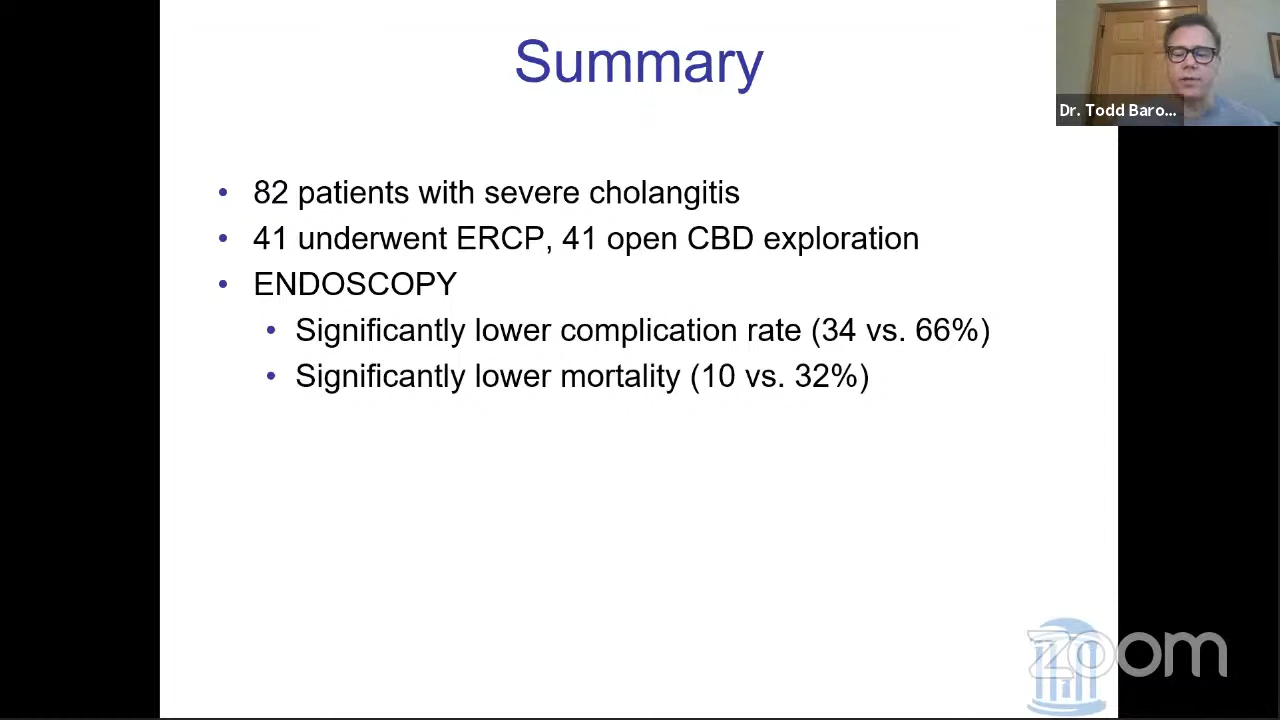 Summary
Dr. Todd Baro...
• 82 patients with severe cholangitis
• 41 underwent ERCP, 41 open CBD exploration
• ENDOSCOPY
• Significantly lower complication rate (34 vs. 66%)
• Significantly lower mortality (10 vs. 32%)
zoom